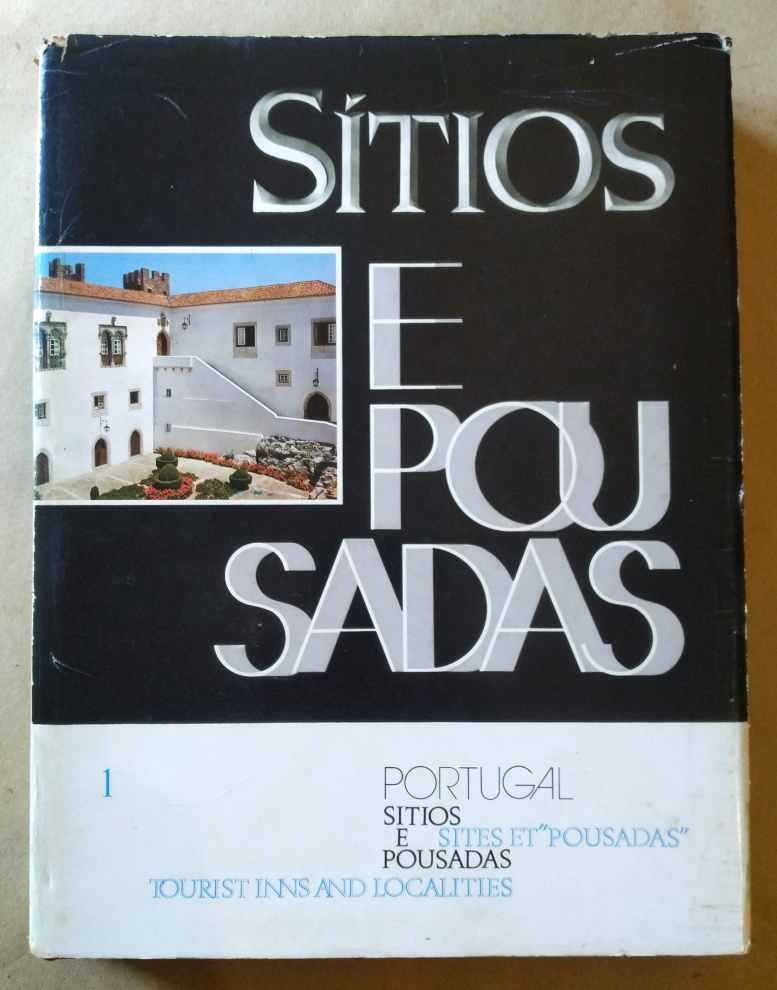 SÍTIOS
E
POU
SADAS
1
PORTUGAL
SITIOS
E SITES ET "POUSADAS"
POUSADAS
TOURIST INNS AND LOCALITIES